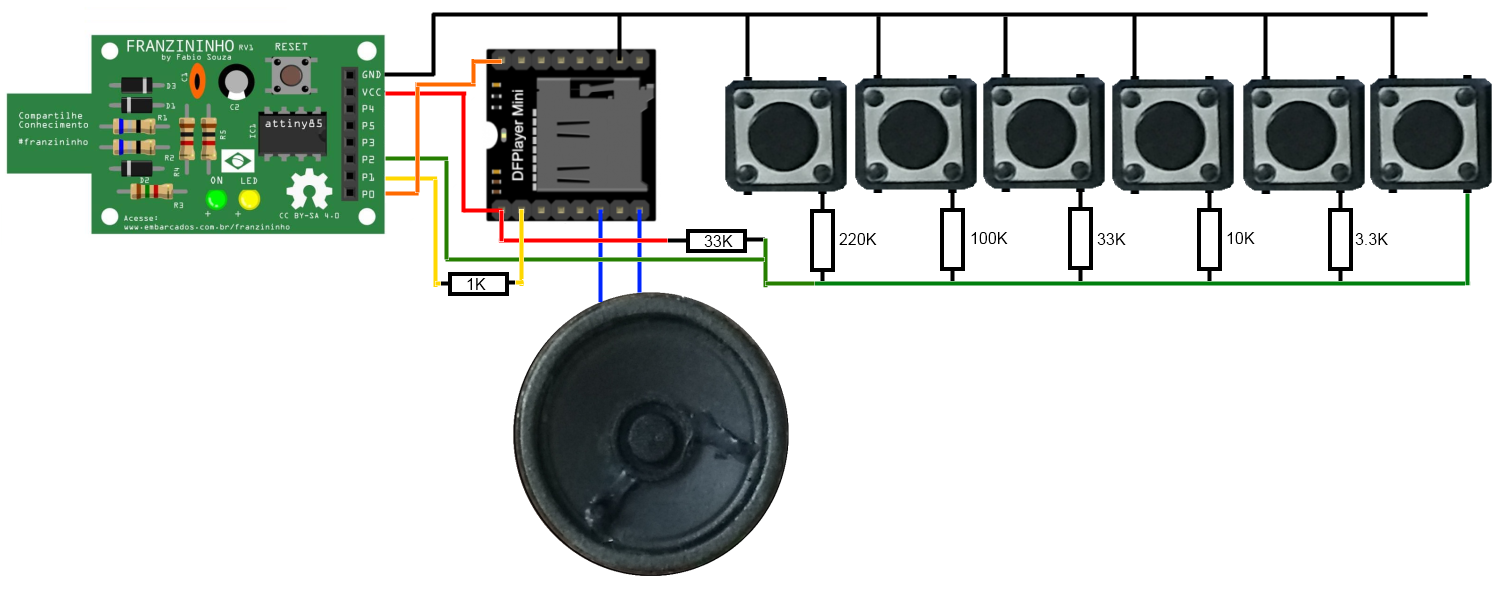 FRANZININHO RV1
by Fabio Souza
RESET
GND
VCC
P4
P5
P3
P2
P1
P0
D3
C1
C2
D1
R1
R5
IC1
attiny85
Compartilhe
Conhecimento
#franzininho
R2
R4
D2
ON
LED
+
+
R3
CC BY-SA 4.0
Acesse:
www.embarcados.com.br/franzininho
DFPlayer Mini
33K
1K
220K
100K
33K
10K
3.3K